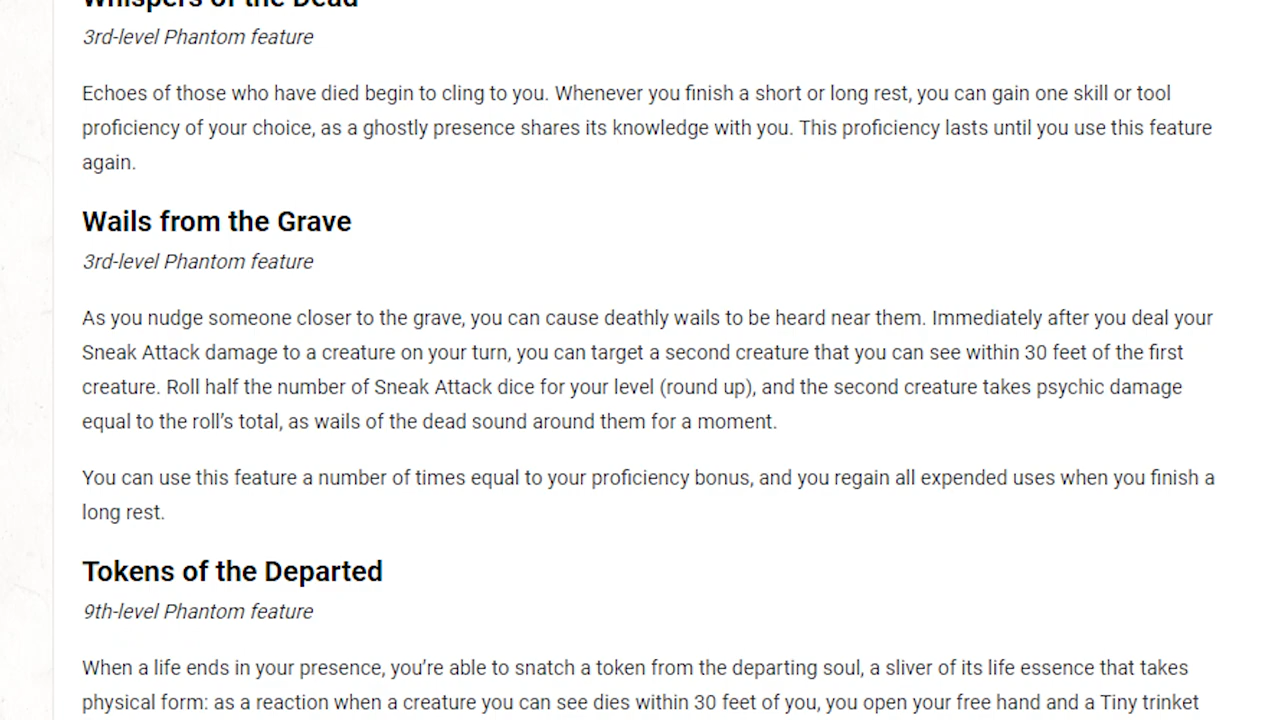 Whispers of the Dead
3rd-level Phantom feature
Echoes of those who have died begin to cling to you. Whenever you finish a short or long rest, you can gain one skill or tool
proficiency of your choice, as a ghostly presence shares its knowledge with you. This proficiency lasts until you use this feature
again.
Wails from the Grave
3rd-level Phantom feature
As you nudge someone closer to the grave, you can cause deathly wails to be heard near them. Immediately after you deal your
Sneak Attack damage to a creature on your turn, you can target a second creature that you can see within 30 feet of the first
creature. Roll half the number of Sneak Attack dice for your level (round up), and the second creature takes psychic damage
equal to the roll’s total, as wails of the dead sound around them for a moment.
You can use this feature a number of times equal to your proficiency bonus, and you regain all expended uses when you finish a
long rest.
Tokens of the Departed
9th-level Phantom feature
When a life ends in your presence, you’re able to snatch a token from the departing soul, a sliver of its life essence that takes
physical form: as a reaction when a creature you can see dies within 30 feet of you, you open your free hand and a Tiny trinket